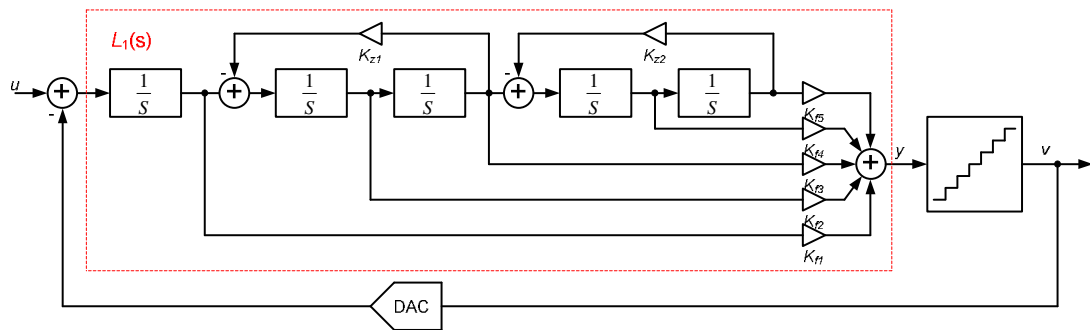 L1(s)
Kz1
Kz2
u
+
-
1
S
-
+
1
S
1
S
-
+
1
S
1
S
Kf5
Kf4
Kf3
Kf2
Kf1
+
y
v
DAC